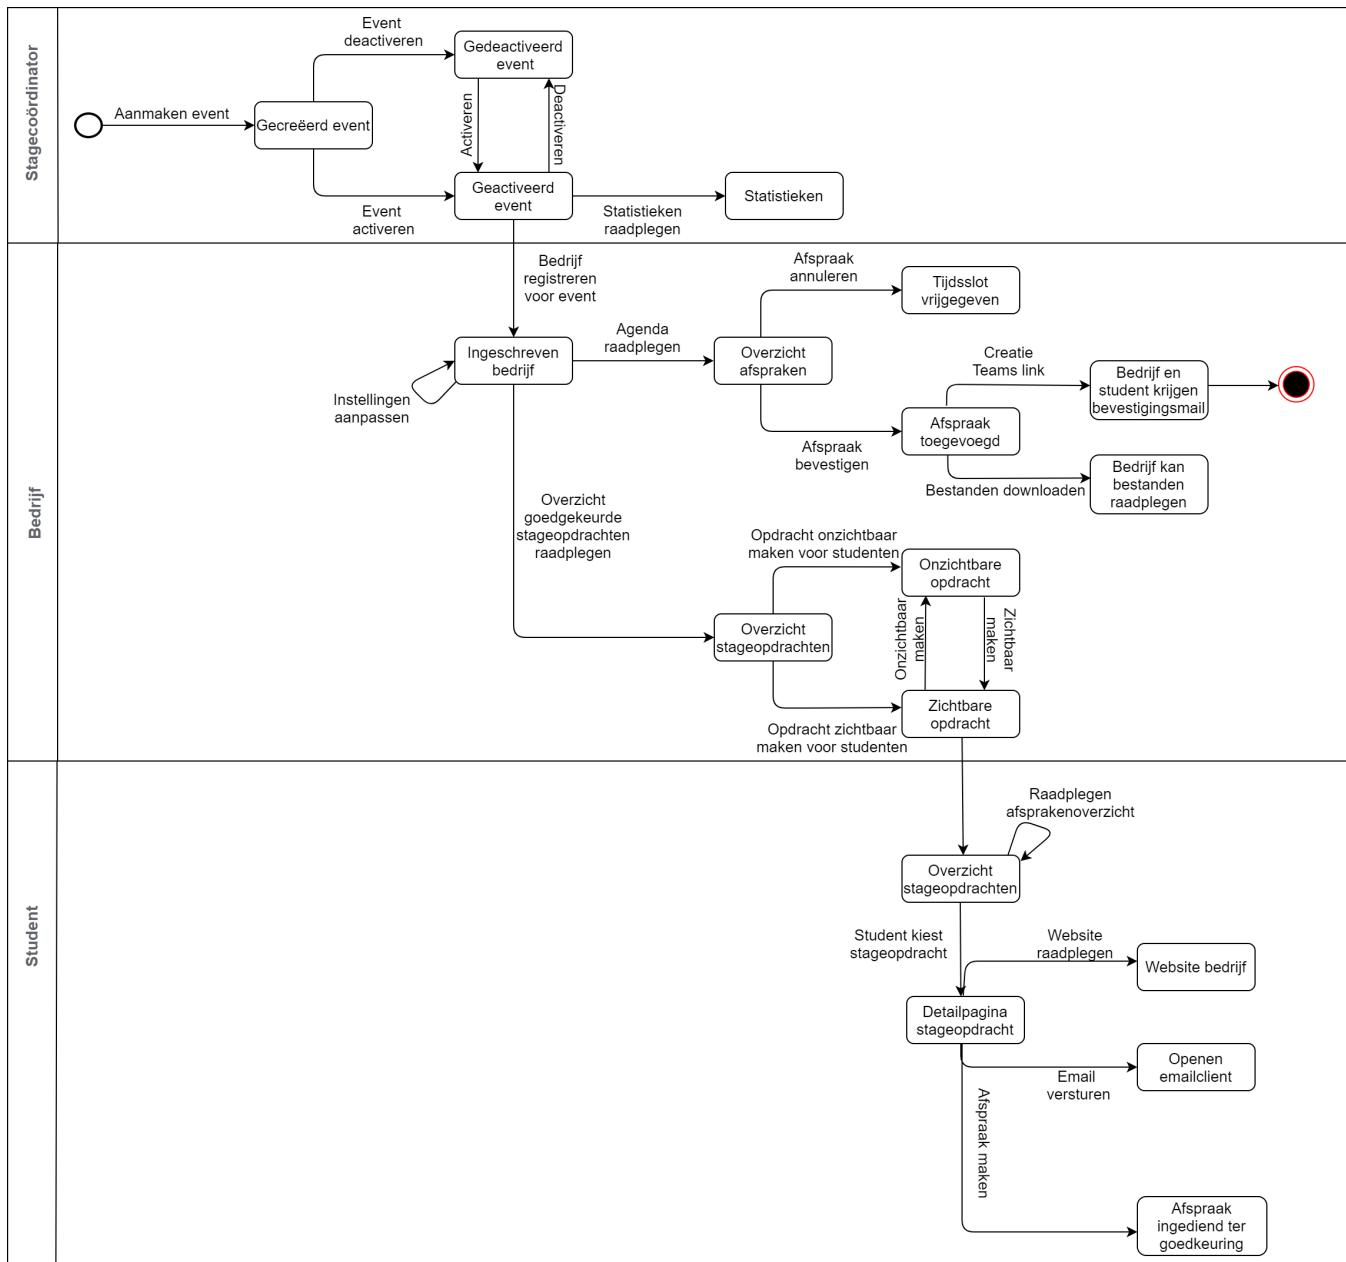 Stagecoördinator
Event
deactiveren
Gedeactiveerd
event
Aanmaken event
Gecreëerd event
Activeren
Deactiveren
Event
activeren
Geactiveerd
event
Statistieken
raadplegen
Statistieken
Bedrijf
Bedrijf
registreren
voor event
Afspraak
annuleren
Tijdsslot
vrijgegeven
Ingeschreven
bedrijf
Agenda
raadplegen
Overzicht
afspraken
Instellingen
aanpassen
Creatie
Teams link
Bedrijf en
student krijgen
bevestigingsmail
Afspraak
bevestigen
Afspraak
toegevoegd
Bestanden downloaden
Bedrijf kan
bestanden
raadplegen
Overzicht
goedgekeurde
stageopdrachten
raadplegen
Opdracht onzichtbaar
maken voor studenten
Onzichtbare
opdracht
Overzicht
stageopdrachten
Onzichtbaar
maken
Zichtbaar
maken
Opdracht zichtbaar
maken voor studenten
Zichtbare
opdracht
Student
Raadplegen
afsprakenoverzicht
Overzicht
stageopdrachten
Student kiest
stageopdracht
Website
raadplegen
Website bedrijf
Detailpagina
stageopdracht
Email
versturen
Openen
emailclient
Afspraak maken
Afspraak
ingediend ter
goedkeuring